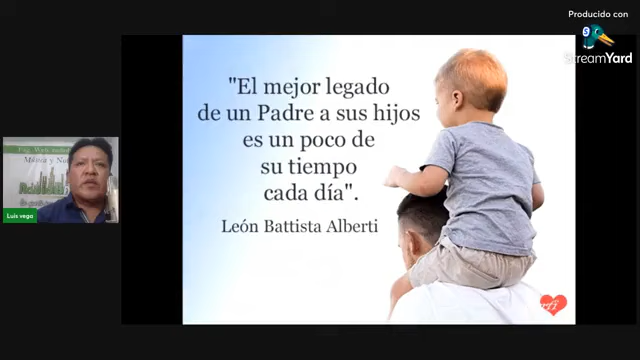 Producido con
StreamYard
"El mejor legado
de un Padre a sus hijos
es un poco de
su tiempo
cada día".
León Battista Alberti
Luis vega